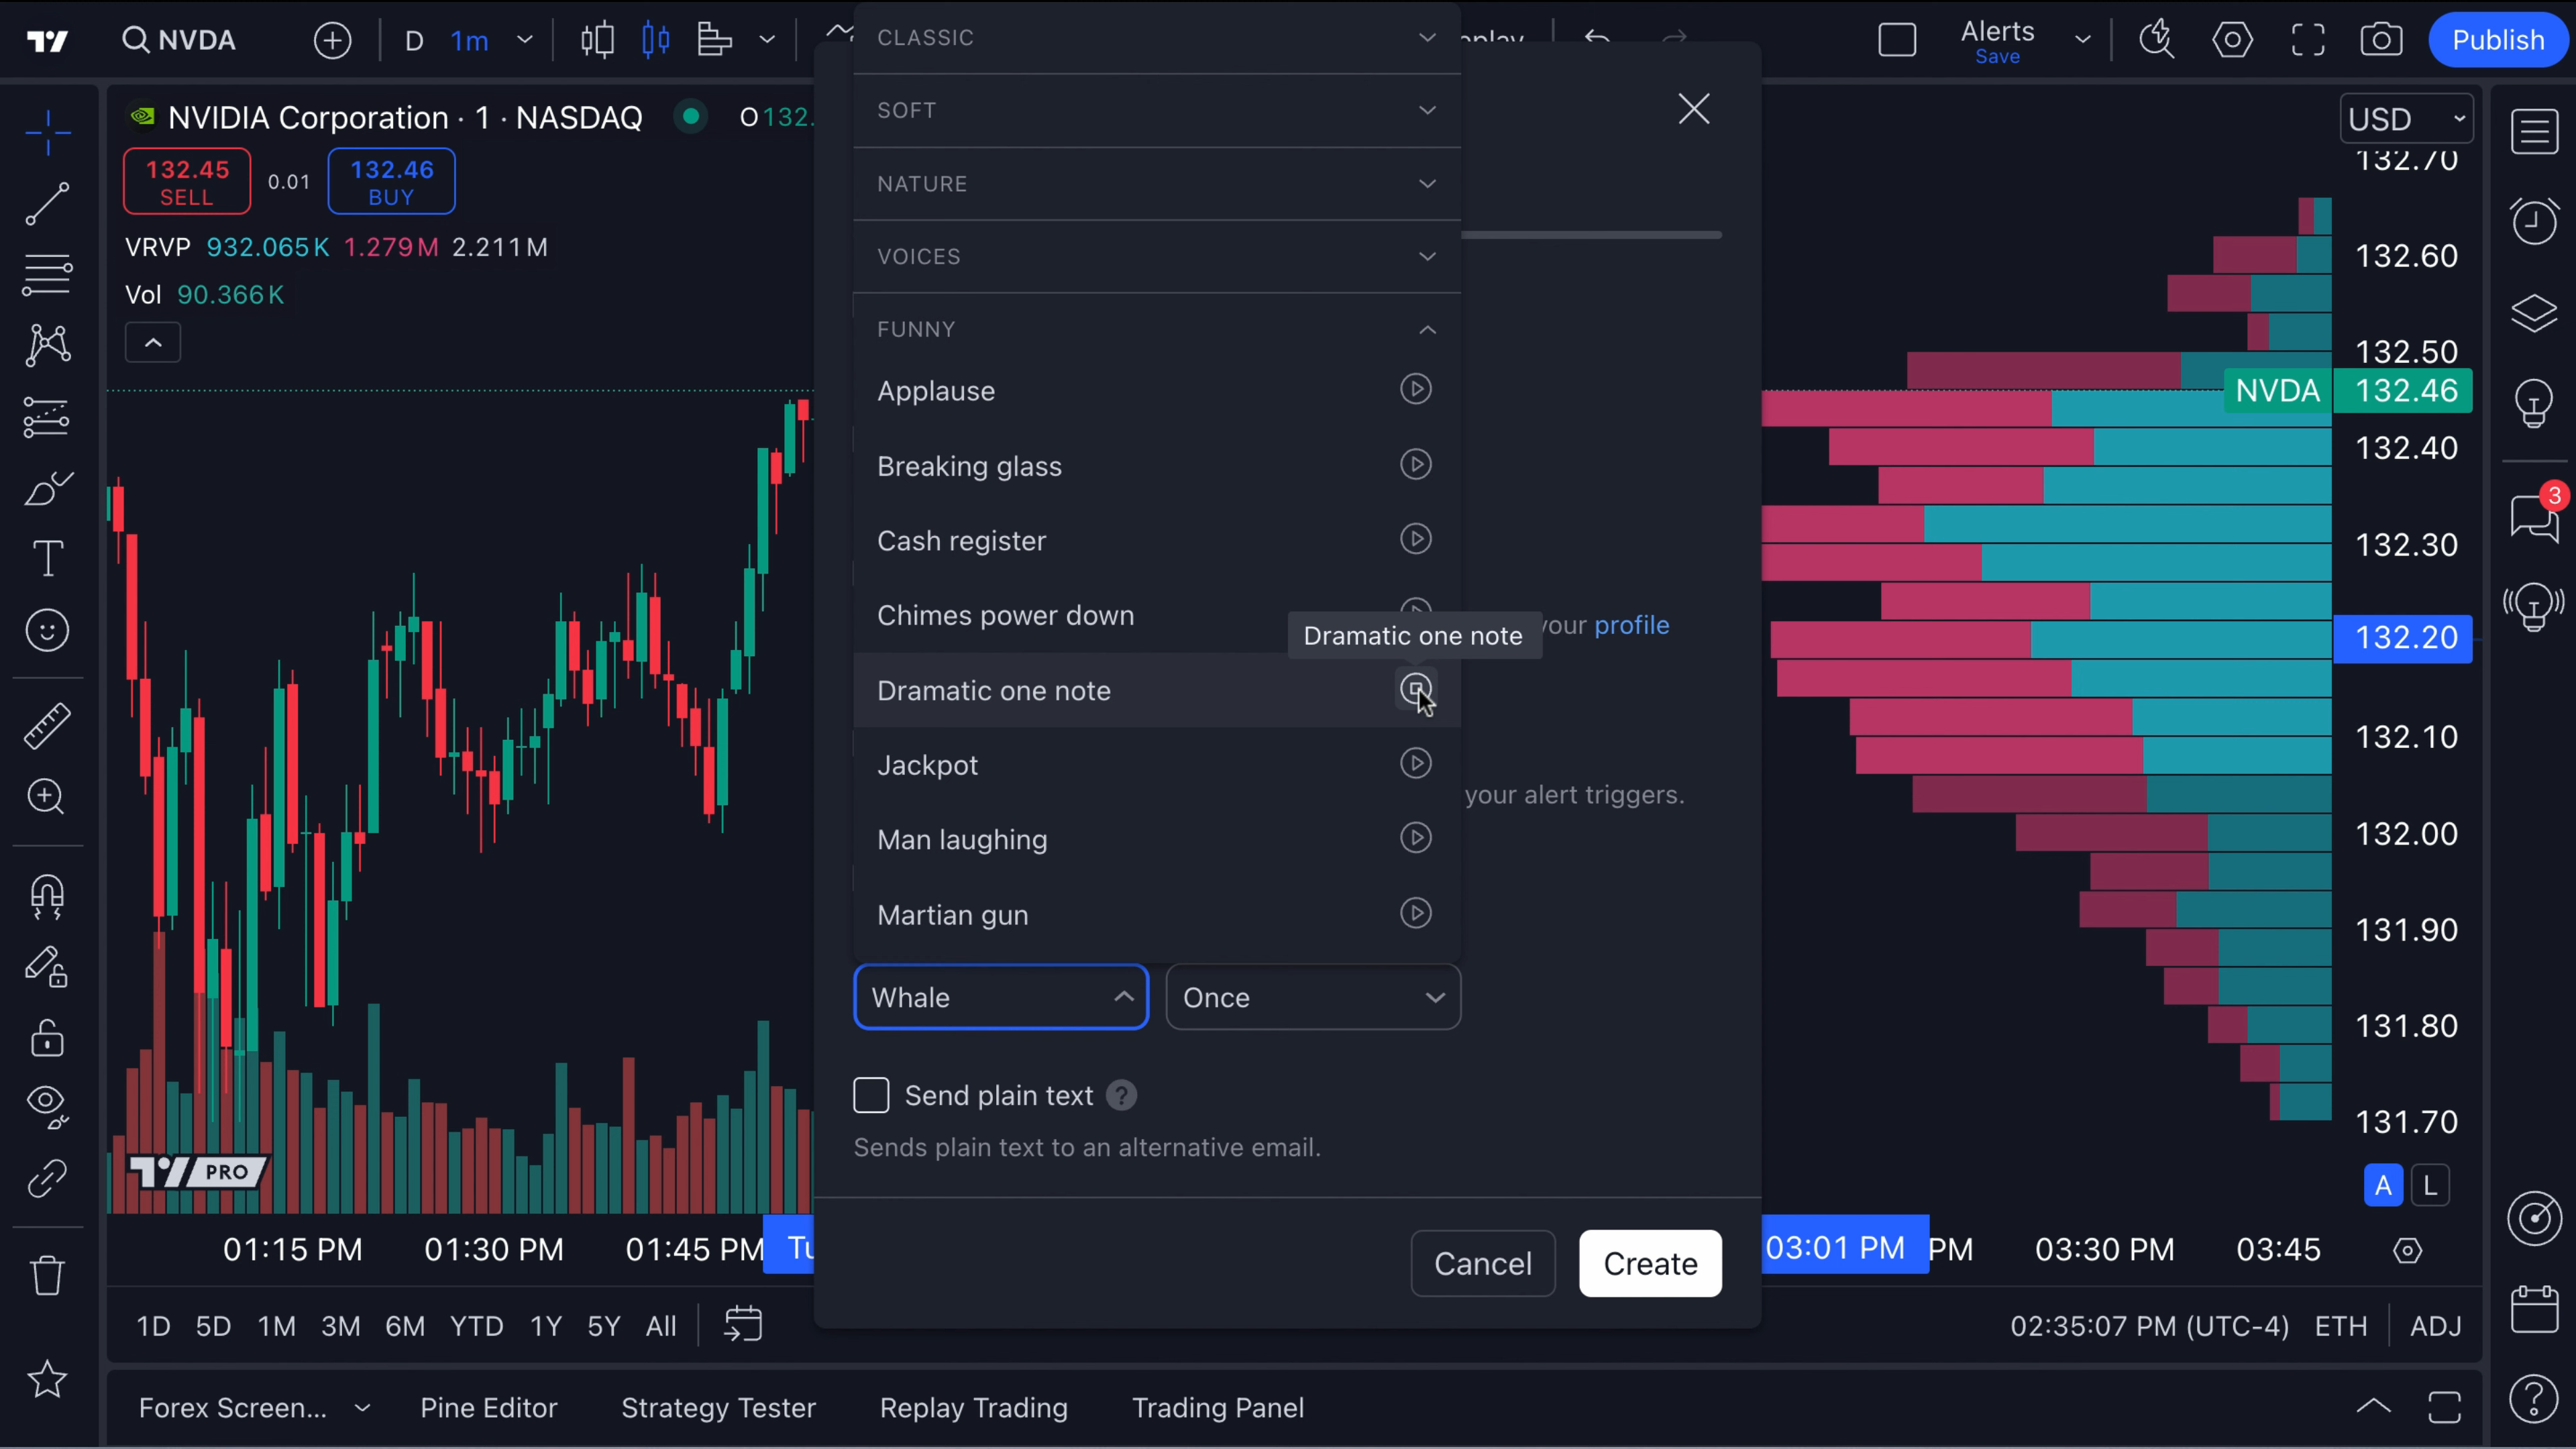 NVDA
D
1m
play
Alerts
Save
Publish
NVIDIA Corporation · 1 · NASDAQ
O132.
132.45
SELL
0.01
132.46
BUY
VRVP 932.065K 1.279M 2.211M
Vol 90.366K
CLASSIC
SOFT
NATURE
VOICES
FUNNY
Applause
Breaking glass
Cash register
Chimes power down
Dramatic one note
Dramatic one note
Jackpot
Man laughing
Martian gun
your profile
your alert triggers.
Whale
Once
Send plain text ?
Sends plain text to an alternative email.
Cancel
Create
USD
132.70
132.60
132.50
NVDA 132.46
132.40
132.30
132.20
132.10
132.00
131.90
131.80
131.70
A L
3
PRO
01:15 PM 01:30 PM 01:45 PM Tu 03:01 PM PM 03:30 PM 03:45
1D 5D 1M 3M 6M YTD 1Y 5Y All
02:35:07 PM (UTC-4) ETH ADJ
Forex Screen... Pine Editor Strategy Tester Replay Trading Trading Panel